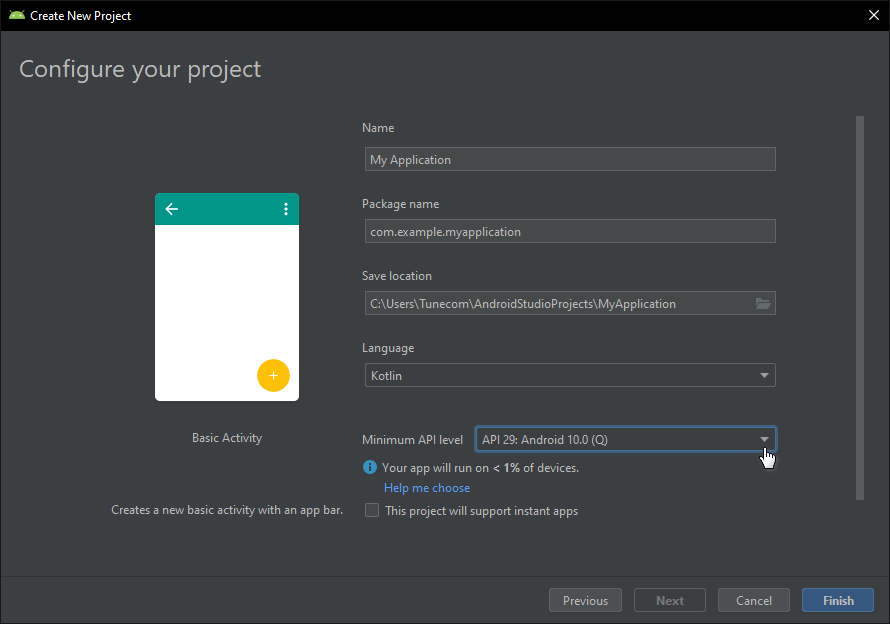 Create New Project
Configure your project
Name
My Application
Package name
com.example.myapplication
Save location
C:\Users\Tunecom\AndroidStudioProjects\MyApplication
Language
Kotlin
Basic Activity
Minimum API level
API 29: Android 10.0 (Q)
Your app will run on < 1% of devices.
Help me choose
Creates a new basic activity with an app bar.
This project will support instant apps
Previous
Next
Cancel
Finish